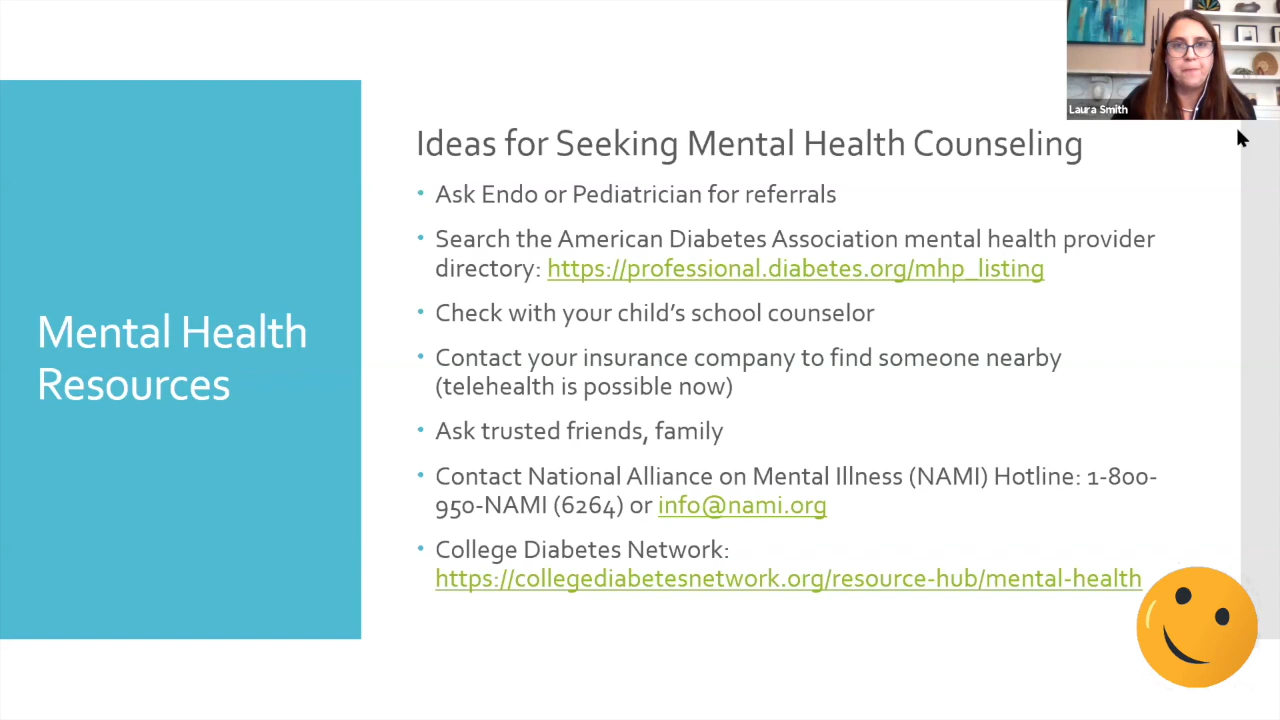 Laura Smith
Mental Health
Resources
Ideas for Seeking Mental Health Counseling
• Ask Endo or Pediatrician for referrals
• Search the American Diabetes Association mental health provider
directory: https://professional.diabetes.org/mhp_listing
• Check with your child’s school counselor
• Contact your insurance company to find someone nearby
(telehealth is possible now)
• Ask trusted friends, family
• Contact National Alliance on Mental Illness (NAMI) Hotline: 1-800-
950-NAMI (6264) or info@nami.org
• College Diabetes Network:
https://collegediabetesnetwork.org/resource-hub/mental-health